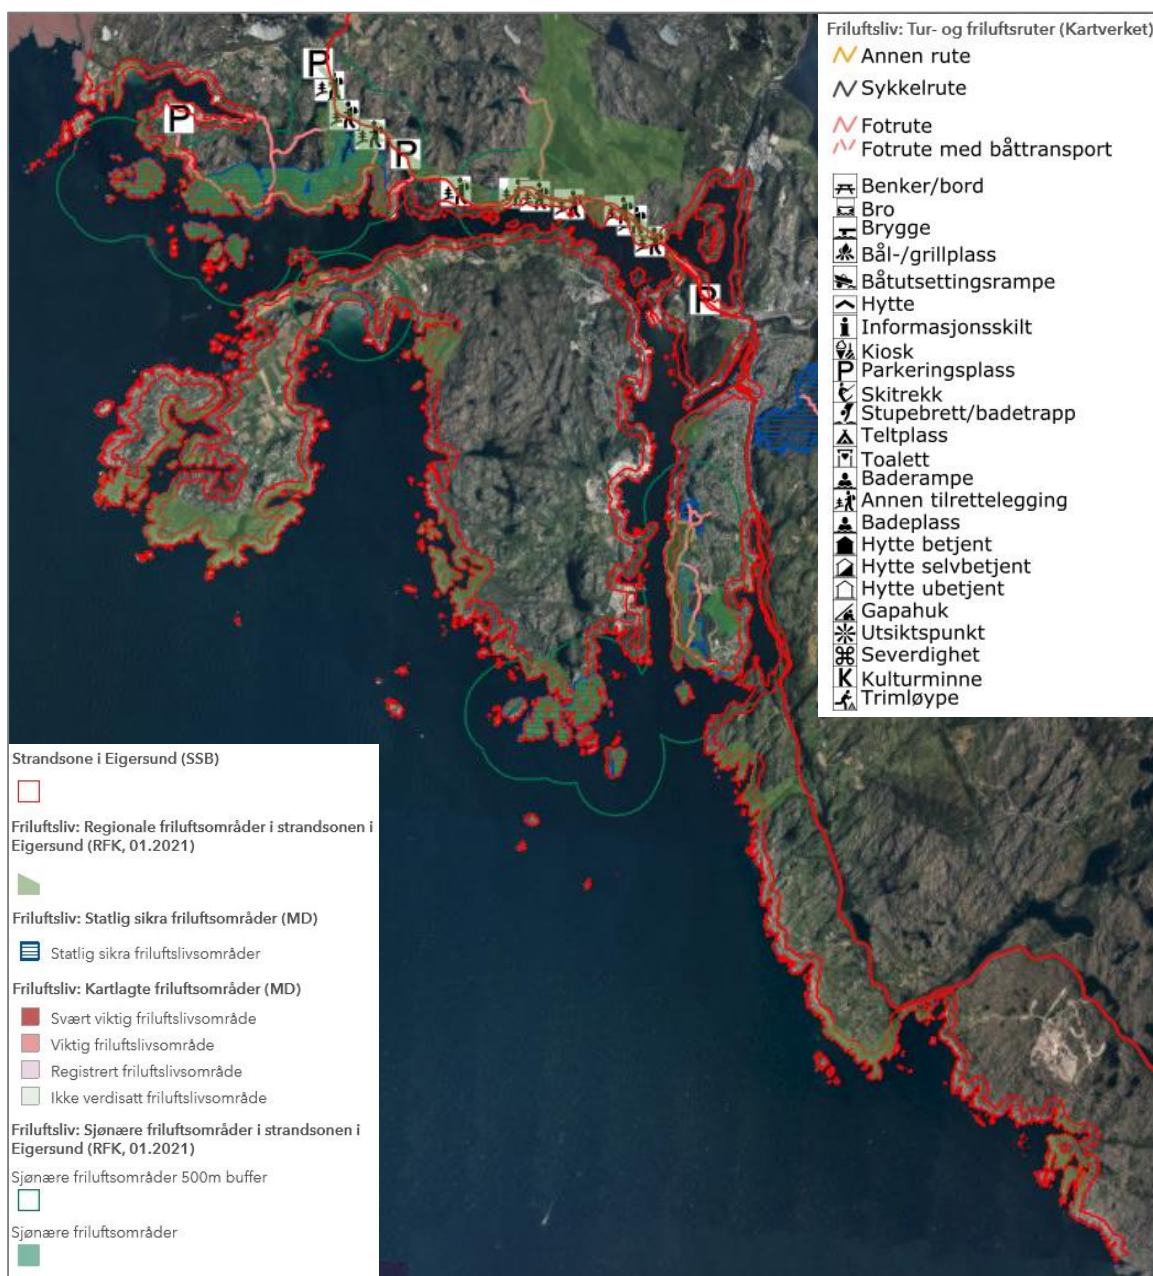 Friluftsliv: Tur- og friluftsruter (Kartverket)
Annen rute
Sykkelrute
Fotrute
Fotrute med båttransport
Benker/bord
Bro
Brygge
Bål-/grillplass
Båtutsettingsrampe
Hytte
Informasjonsskilt
Kiosk
P Parkeringsplass
Skitrekk
Stupebrett/badetrapp
Teltplass
Toalett
Baderampe
Annen tilrettelegging
Badeplass
Hytte betjent
Hytte selvbetjent
Hytte ubetjent
Gapahuk
Utsiktspunkt
Severdighet
K Kulturminne
Trimløype
P
P
P
P
Strandsone i Eigersund (SSB)
Friluftsliv: Regionale friluftsområder i strandsonen i
Eigersund (RFK, 01.2021)
Friluftsliv: Statlig sikra friluftsområder (MD)
Statlig sikra friluftslivsområder
Friluftsliv: Kartlagte friluftsområder (MD)
Svært viktig friluftslivsområde
Viktig friluftslivsområde
Registrert friluftslivsområde
Ikke verdisatt friluftslivsområde
Friluftsliv: Sjønære friluftsområder i strandsonen i
Eigersund (RFK, 01.2021)
Sjønære friluftsområder 500m buffer
Sjønære friluftsområder